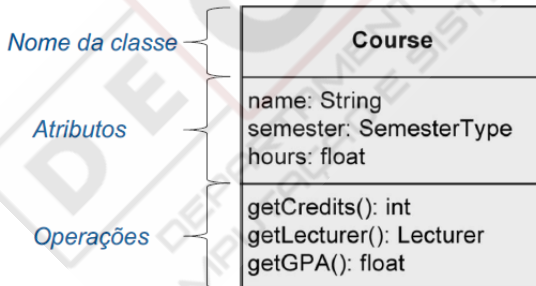 Nome da classe
Course
Atributos
name: String
semester: SemesterType
hours: float
Operações
getCredits(): int
getLecturer(): Lecturer
getGPA(): float